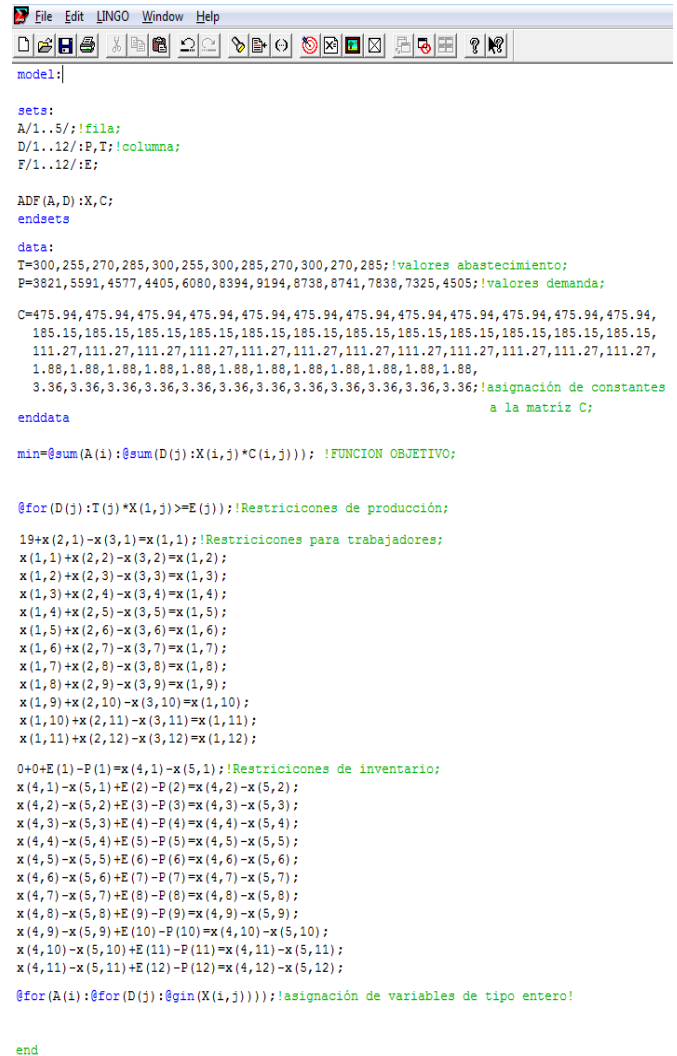 File Edit LINGO Window Help
model:
sets:
A/1..5/;!fila;
D/1..12/:P,T;!columna;
F/1..12/:E;
ADF(A,D):X,C;
endsets
data:
T=300,255,270,285,300,255,300,285,270,300,270,285;!valores abastecimiento;
P=3821,5591,4577,4405,6080,8394,9194,8738,8741,7838,7325,4505;!valores demanda;
C=475.94,475.94,475.94,475.94,475.94,475.94,475.94,475.94,475.94,475.94,475.94,475.94,
185.15,185.15,185.15,185.15,185.15,185.15,185.15,185.15,185.15,185.15,185.15,185.15,
111.27,111.27,111.27,111.27,111.27,111.27,111.27,111.27,111.27,111.27,111.27,111.27,
1.88,1.88,1.88,1.88,1.88,1.88,1.88,1.88,1.88,1.88,1.88,1.88,
3.36,3.36,3.36,3.36,3.36,3.36,3.36,3.36,3.36,3.36,3.36,3.36;!asignación de constantes
a la matríz C;
enddata
min=@sum(A(i):@sum(D(j):X(i,j)*C(i,j))); !FUNCION OBJETIVO;
@for(D(j):T(j)*X(1,j)>=E(j));!Restricicones de producción;
19+x(2,1)-x(3,1)=x(1,1);!Restricicones para trabajadores;
x(1,1)+x(2,2)-x(3,2)=x(1,2);
x(1,2)+x(2,3)-x(3,3)=x(1,3);
x(1,3)+x(2,4)-x(3,4)=x(1,4);
x(1,4)+x(2,5)-x(3,5)=x(1,5);
x(1,5)+x(2,6)-x(3,6)=x(1,6);
x(1,6)+x(2,7)-x(3,7)=x(1,7);
x(1,7)+x(2,8)-x(3,8)=x(1,8);
x(1,8)+x(2,9)-x(3,9)=x(1,9);
x(1,9)+x(2,10)-x(3,10)=x(1,10);
x(1,10)+x(2,11)-x(3,11)=x(1,11);
x(1,11)+x(2,12)-x(3,12)=x(1,12);
0+0+E(1)-P(1)=x(4,1)-x(5,1);!Restricicones de inventario;
x(4,1)-x(5,1)+E(2)-P(2)=x(4,2)-x(5,2);
x(4,2)-x(5,2)+E(3)-P(3)=x(4,3)-x(5,3);
x(4,3)-x(5,3)+E(4)-P(4)=x(4,4)-x(5,4);
x(4,4)-x(5,4)+E(5)-P(5)=x(4,5)-x(5,5);
x(4,5)-x(5,5)+E(6)-P(6)=x(4,6)-x(5,6);
x(4,6)-x(5,6)+E(7)-P(7)=x(4,7)-x(5,7);
x(4,7)-x(5,7)+E(8)-P(8)=x(4,8)-x(5,8);
x(4,8)-x(5,8)+E(9)-P(9)=x(4,9)-x(5,9);
x(4,9)-x(5,9)+E(10)-P(10)=x(4,10)-x(5,10);
x(4,10)-x(5,10)+E(11)-P(11)=x(4,11)-x(5,11);
x(4,11)-x(5,11)+E(12)-P(12)=x(4,12)-x(5,12);
@for(A(i):@for(D(j):@gin(X(i,j))));!asignación de variables de tipo entero!
end